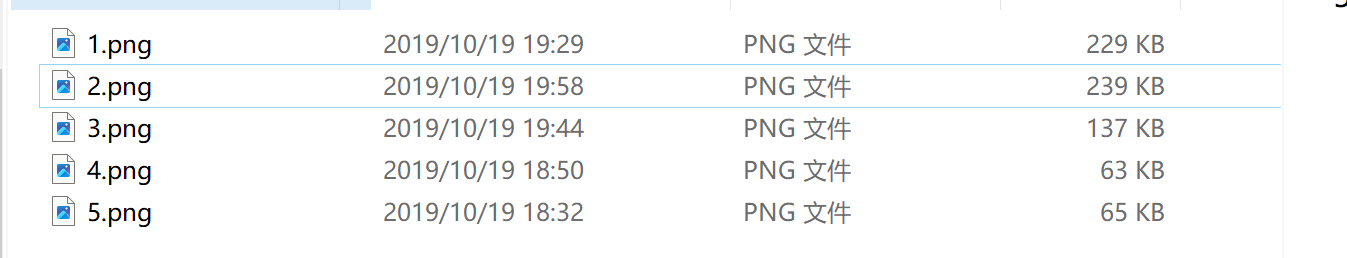 1.png 2019/10/19 19:29 PNG 文件 229 KB
2.png 2019/10/19 19:58 PNG 文件 239 KB
3.png 2019/10/19 19:44 PNG 文件 137 KB
4.png 2019/10/19 18:50 PNG 文件 63 KB
5.png 2019/10/19 18:32 PNG 文件 65 KB